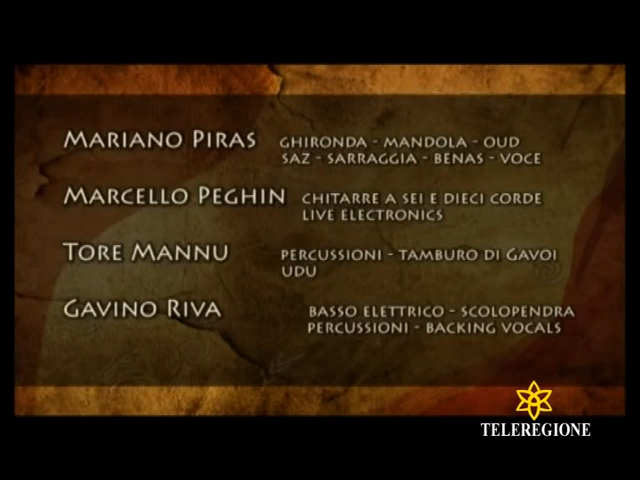 MARIANO PIRAS GHIRONDA - MANDOLA - OUD
SAZ - SARRAGGIA - BENAS - VOCE
MARCELLO PEGHIN CHITARRE A SEI E DIECI CORDE
LIVE ELECTRONICS
TORE MANNU PERCUSSIONI - TAMBURO DI GAVOI
UDU
GAVINO RIVA BASSO ELETTRICO - SCOLOPENDRA
PERCUSSIONI - BACKING VOCALS
TELEREGIONE